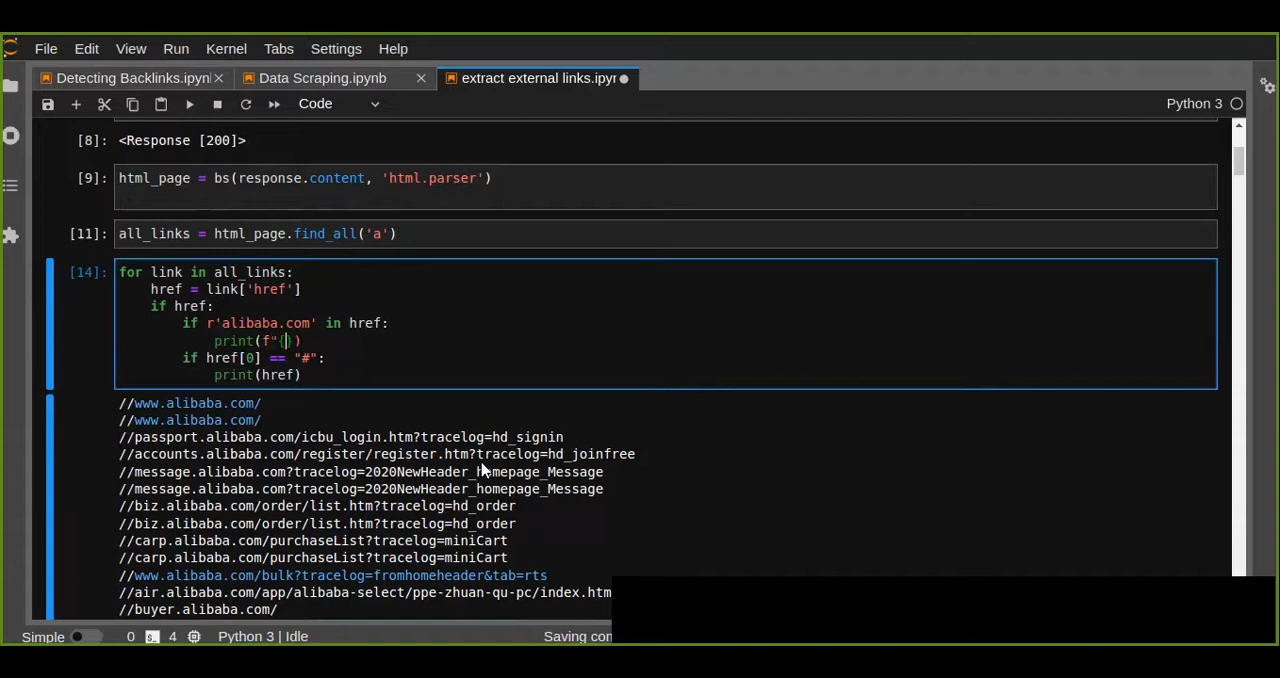 File Edit View Run Kernel Tabs Settings Help
Detecting Backlinks.ipyn Data Scraping.ipynb extract external links.ipyr
Code Python 3
[8]: <Response [200]>
[9]: html_page = bs(response.content, 'html.parser')
[11]: all_links = html_page.find_all('a')
[14]: for link in all_links:
href = link['href']
if href:
if r'alibaba.com' in href:
print(f"{})
if href[0] == "#":
print(href)
//www.alibaba.com/
//www.alibaba.com/
//passport.alibaba.com/icbu_login.htm?tracelog=hd_signin
//accounts.alibaba.com/register/register.htm?tracelog=hd_joinfree
//message.alibaba.com?tracelog=2020NewHeader_homepage_Message
//message.alibaba.com?tracelog=2020NewHeader_homepage_Message
//biz.alibaba.com/order/list.htm?tracelog=hd_order
//biz.alibaba.com/order/list.htm?tracelog=hd_order
//carp.alibaba.com/purchaseList?tracelog=miniCart
//carp.alibaba.com/purchaseList?tracelog=miniCart
//www.alibaba.com/bulk?tracelog=fromhomeheader&tab=rts
//air.alibaba.com/app/alibaba-select/ppe-zhuan-qu-pc/index.htm
//buyer.alibaba.com/
Simple 0 4 Python 3 | Idle Saving con